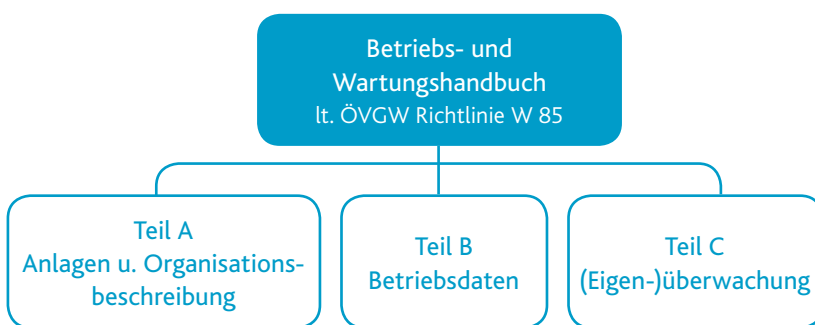 Betriebs- und
Wartungshandbuch
lt. ÖVGW Richtlinie W 85
Teil A
Anlagen u. Organisations-
beschreibung
Teil B
Betriebsdaten
Teil C
(Eigen-)überwachung